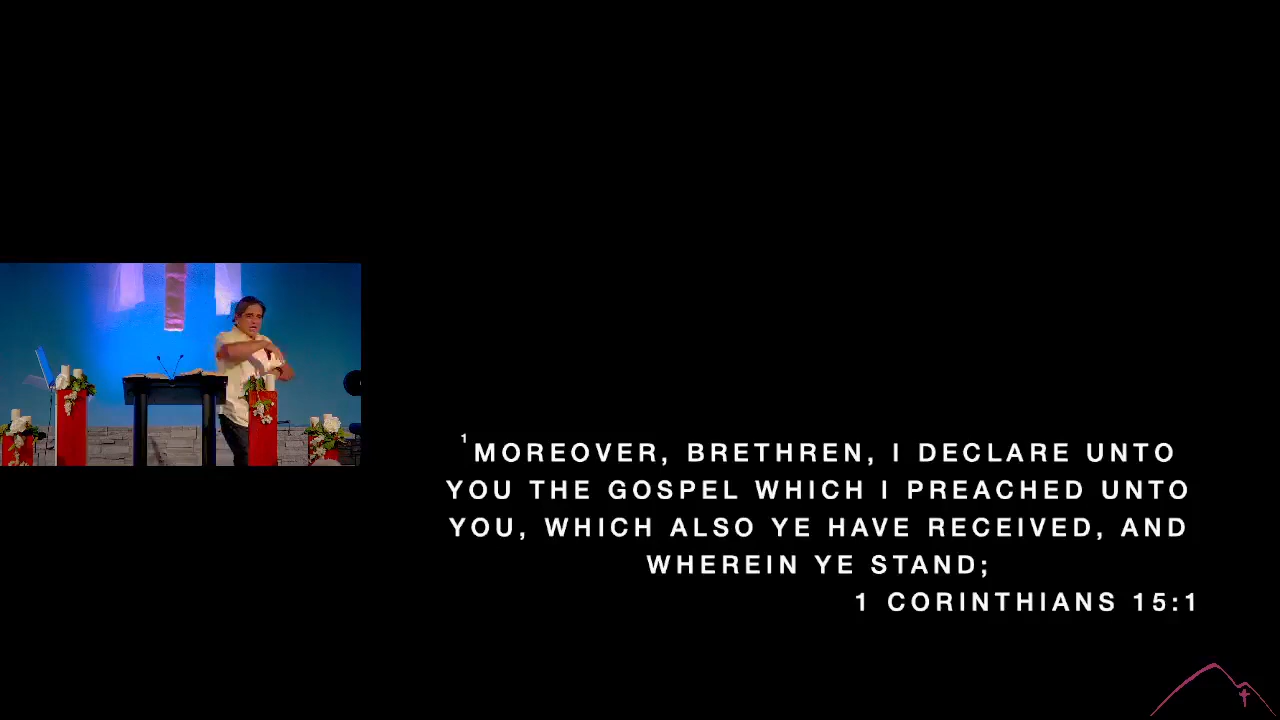 ¹MOREOVER, BRETHREN, I DECLARE UNTO
YOU THE GOSPEL WHICH I PREACHED UNTO
YOU, WHICH ALSO YE HAVE RECEIVED, AND
WHEREIN YE STAND;
1 CORINTHIANS 15:1